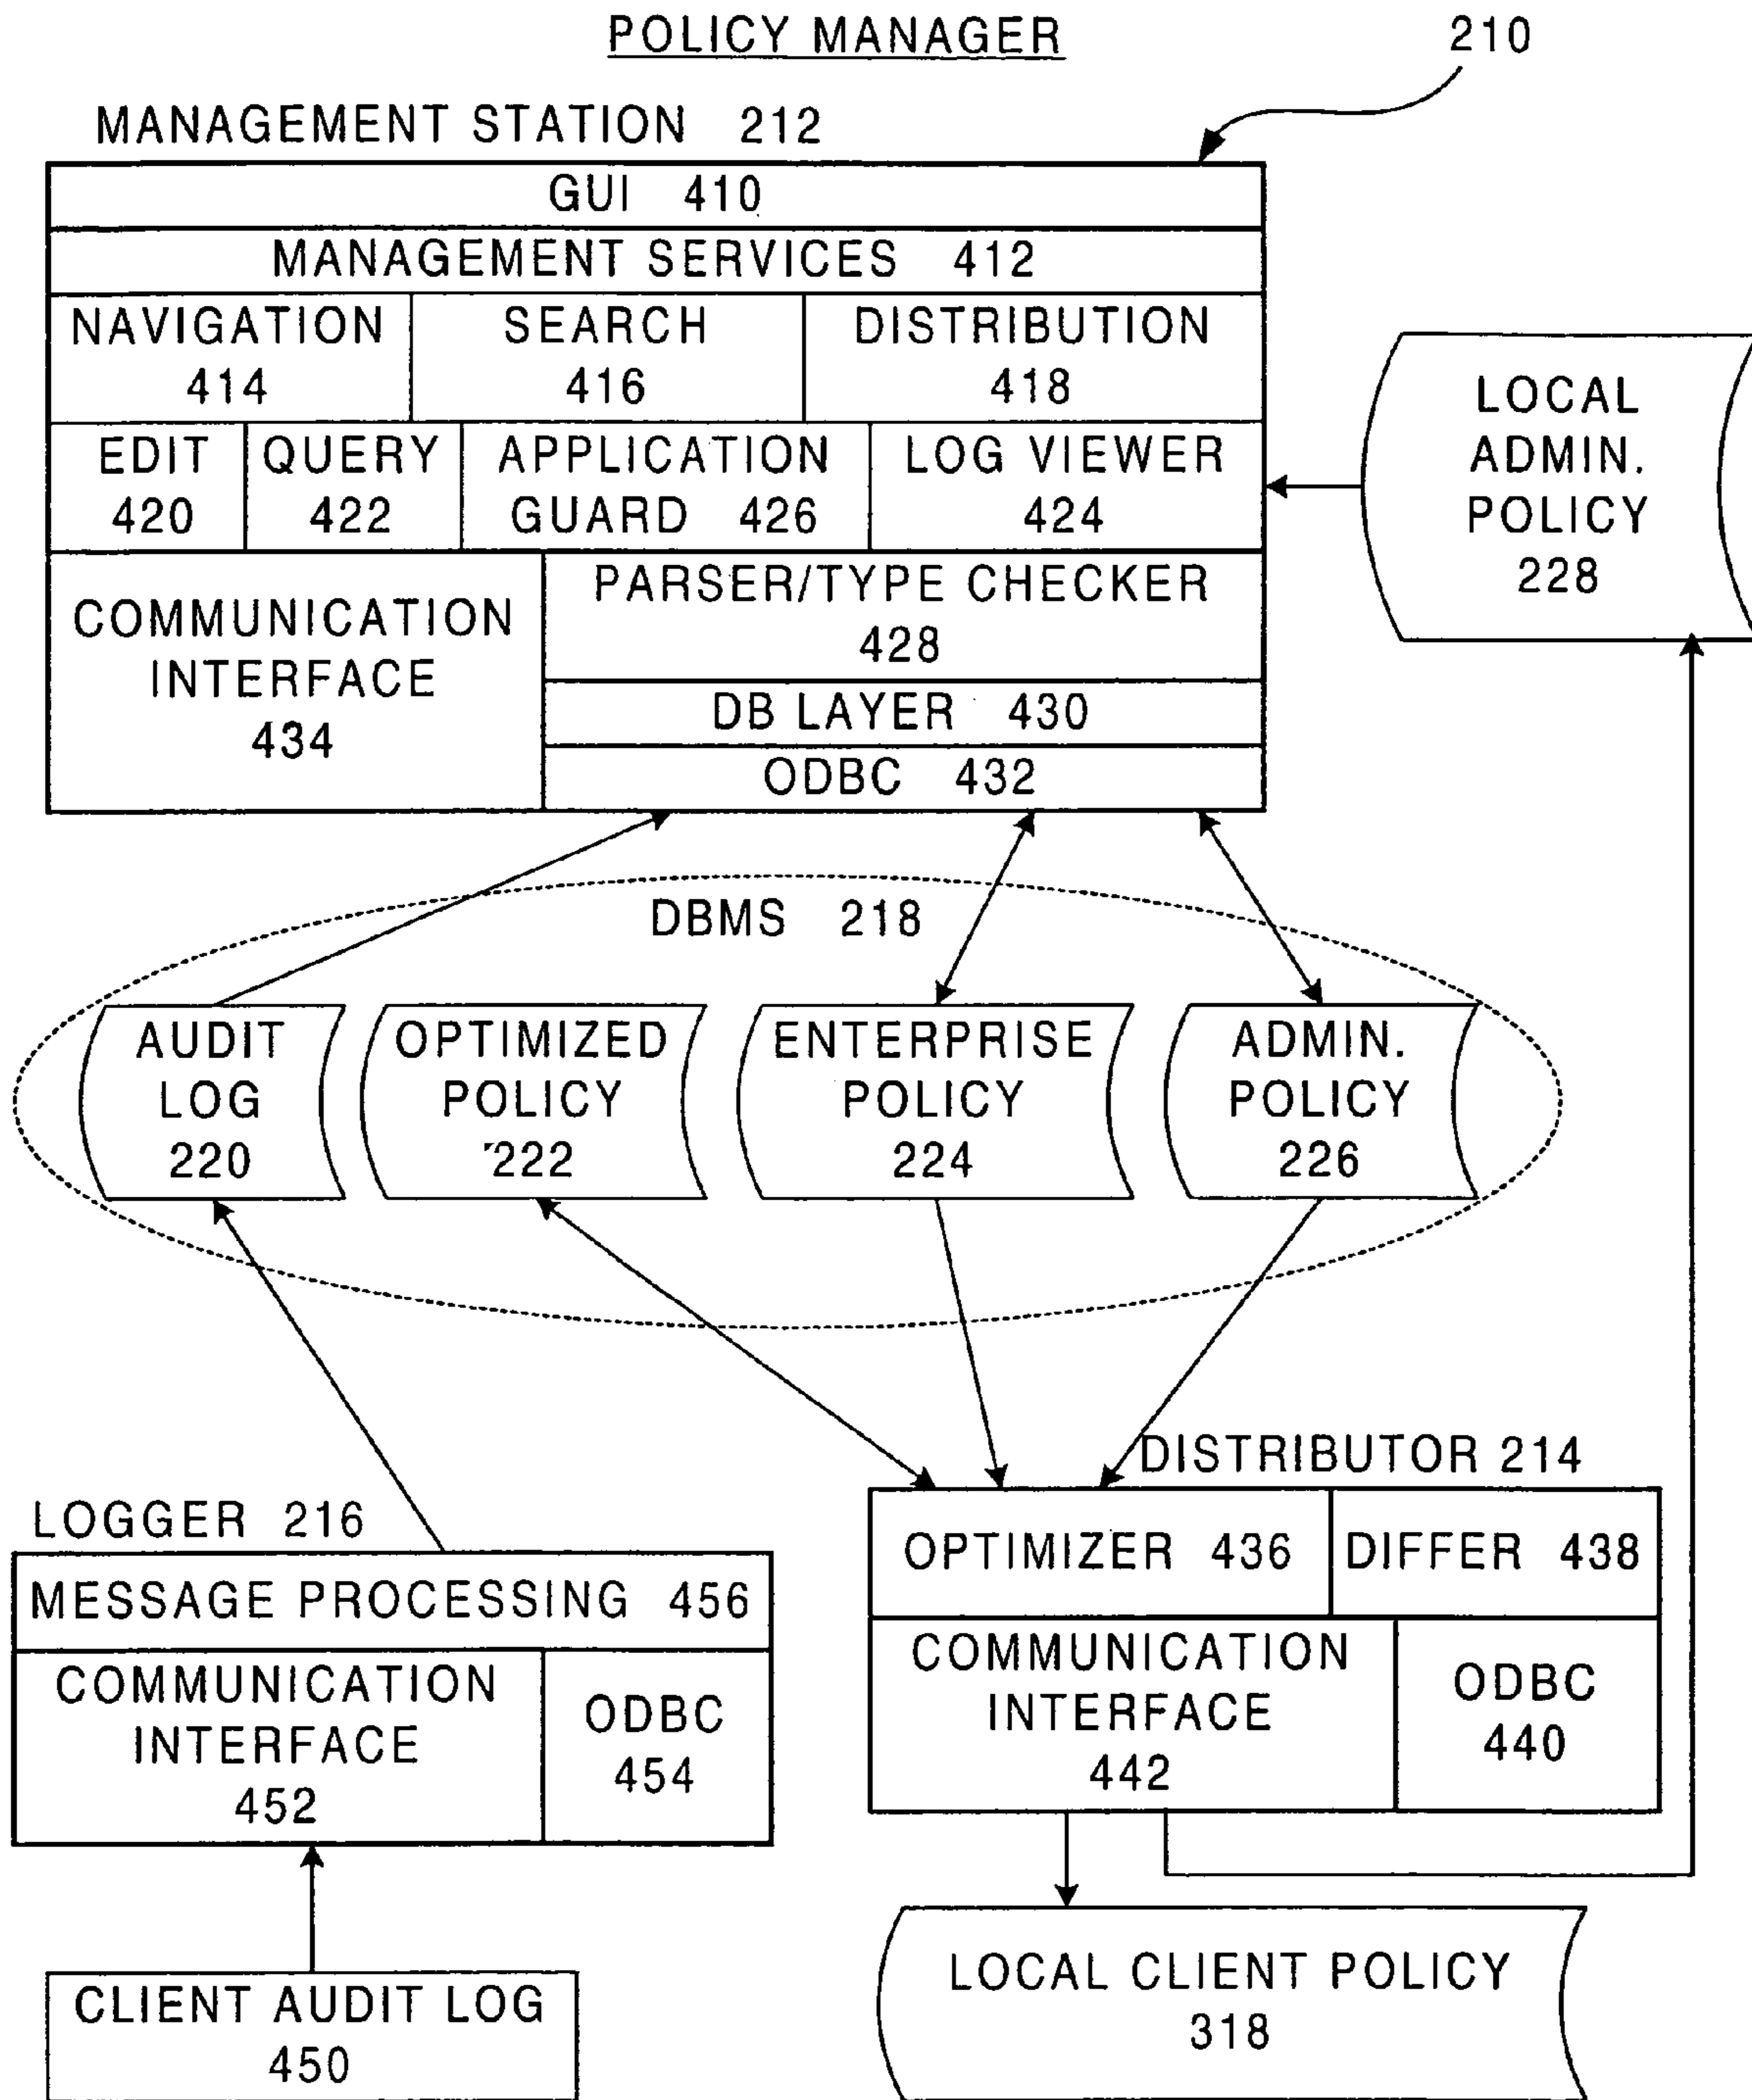 POLICY MANAGER
210
MANAGEMENT STATION 212
GUI 410
MANAGEMENT SERVICES 412
NAVIGATION
414
SEARCH
416
DISTRIBUTION
418
EDIT
420
QUERY
422
APPLICATION
GUARD 426
LOG VIEWER
424
LOCAL
ADMIN.
POLICY
228
COMMUNICATION
INTERFACE
434
PARSER/TYPE CHECKER
428
DB LAYER 430
ODBC 432
DBMS 218
AUDIT
LOG
220
OPTIMIZED
POLICY
222
ENTERPRISE
POLICY
224
ADMIN.
POLICY
226
LOGGER 216
MESSAGE PROCESSING 456
COMMUNICATION
INTERFACE
452
ODBC
454
DISTRIBUTOR 214
OPTIMIZER 436
DIFFER 438
COMMUNICATION
INTERFACE
442
ODBC
440
CLIENT AUDIT LOG
450
LOCAL CLIENT POLICY
318